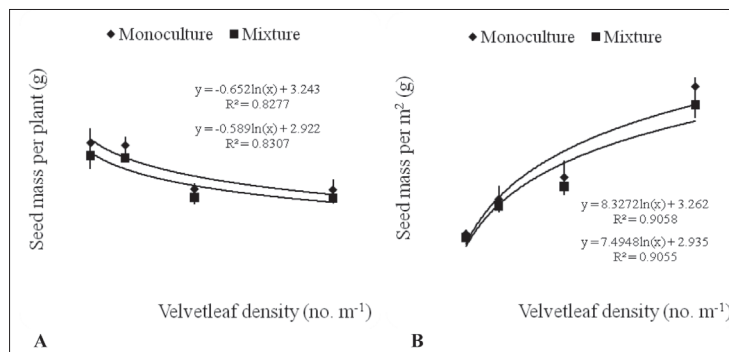 ◆ Monoculture ■ Mixture
Seed mass per plant (g)
y = -0.652ln(x) + 3.243
R² = 0.8277
y = -0.589ln(x) + 2.922
R² = 0.8307
Velvetleaf density (no. m⁻¹)
A
◆ Monoculture ■ Mixture
Seed mass per m² (g)
y = 8.3272ln(x) + 3.262
R² = 0.9058
y = 7.4948ln(x) + 2.935
R² = 0.9055
Velvetleaf density (no. m⁻¹)
B